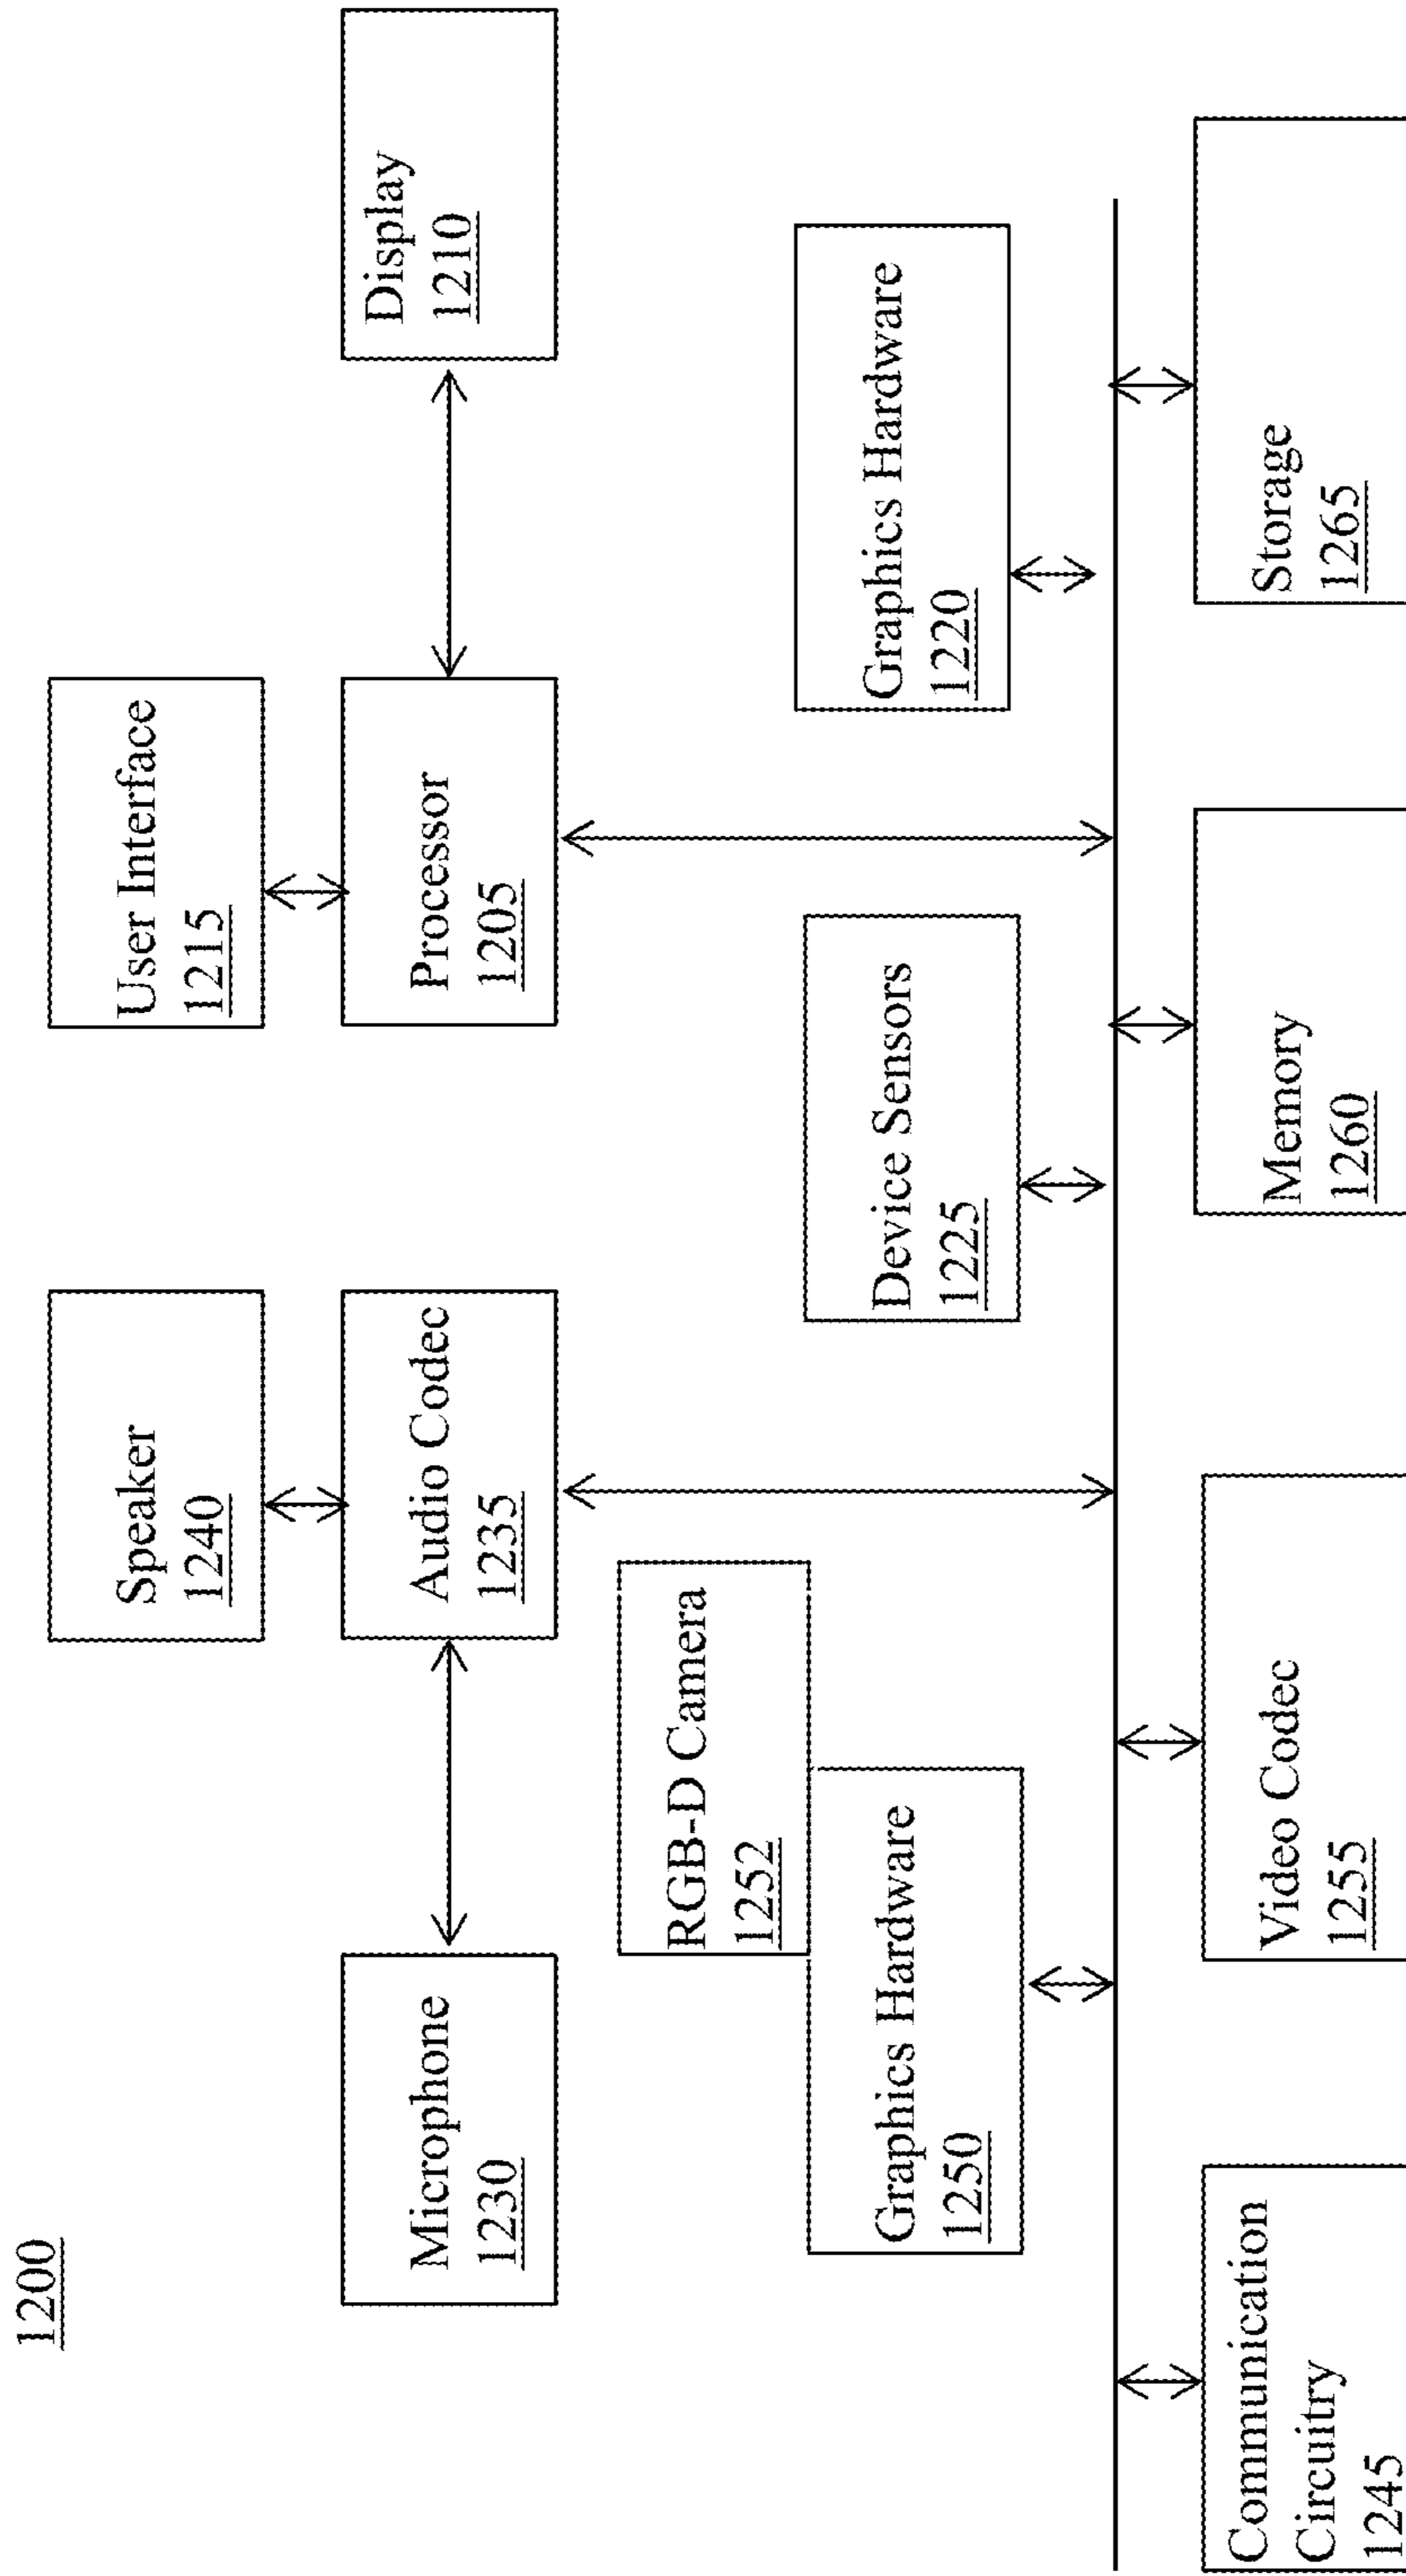 1200
Speaker
1240
User Interface
1215
Microphone
1230
Audio Codec
1235
Processor
1205
Display
1210
RGB-D Camera
1252
Graphics Hardware
1250
Device Sensors
1225
Graphics Hardware
1220
Communication
Circuitry
1245
Video Codec
1255
Memory
1260
Storage
1265